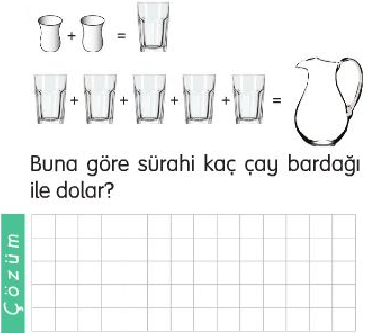 + =
+ + + + =
Buna göre sürahi kaç çay bardağı
ile dolar?
Çözüm